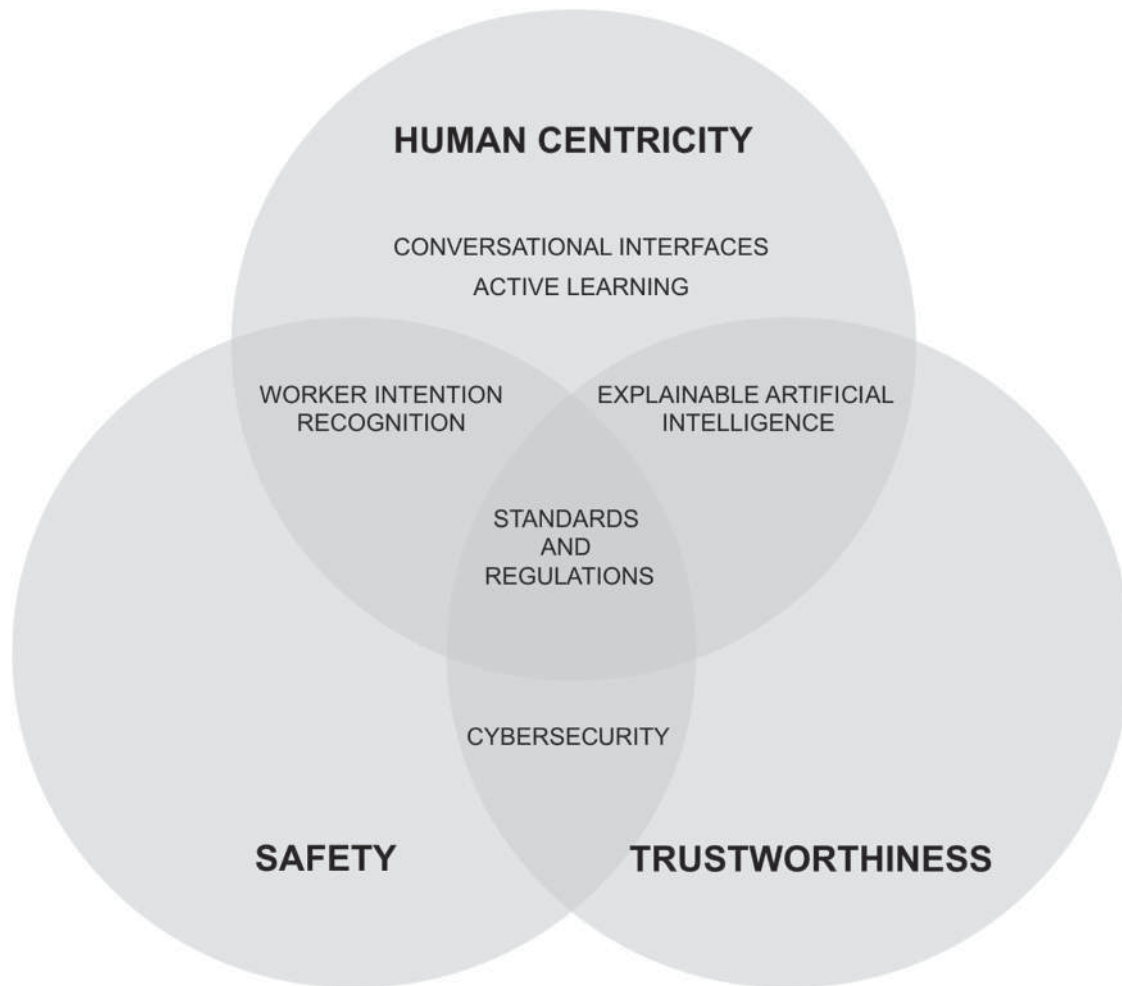 HUMAN CENTRICITY
CONVERSATIONAL INTERFACES
ACTIVE LEARNING
WORKER INTENTION
RECOGNITION
EXPLAINABLE ARTIFICIAL
INTELLIGENCE
STANDARDS
AND
REGULATIONS
CYBERSECURITY
SAFETY
TRUSTWORTHINESS